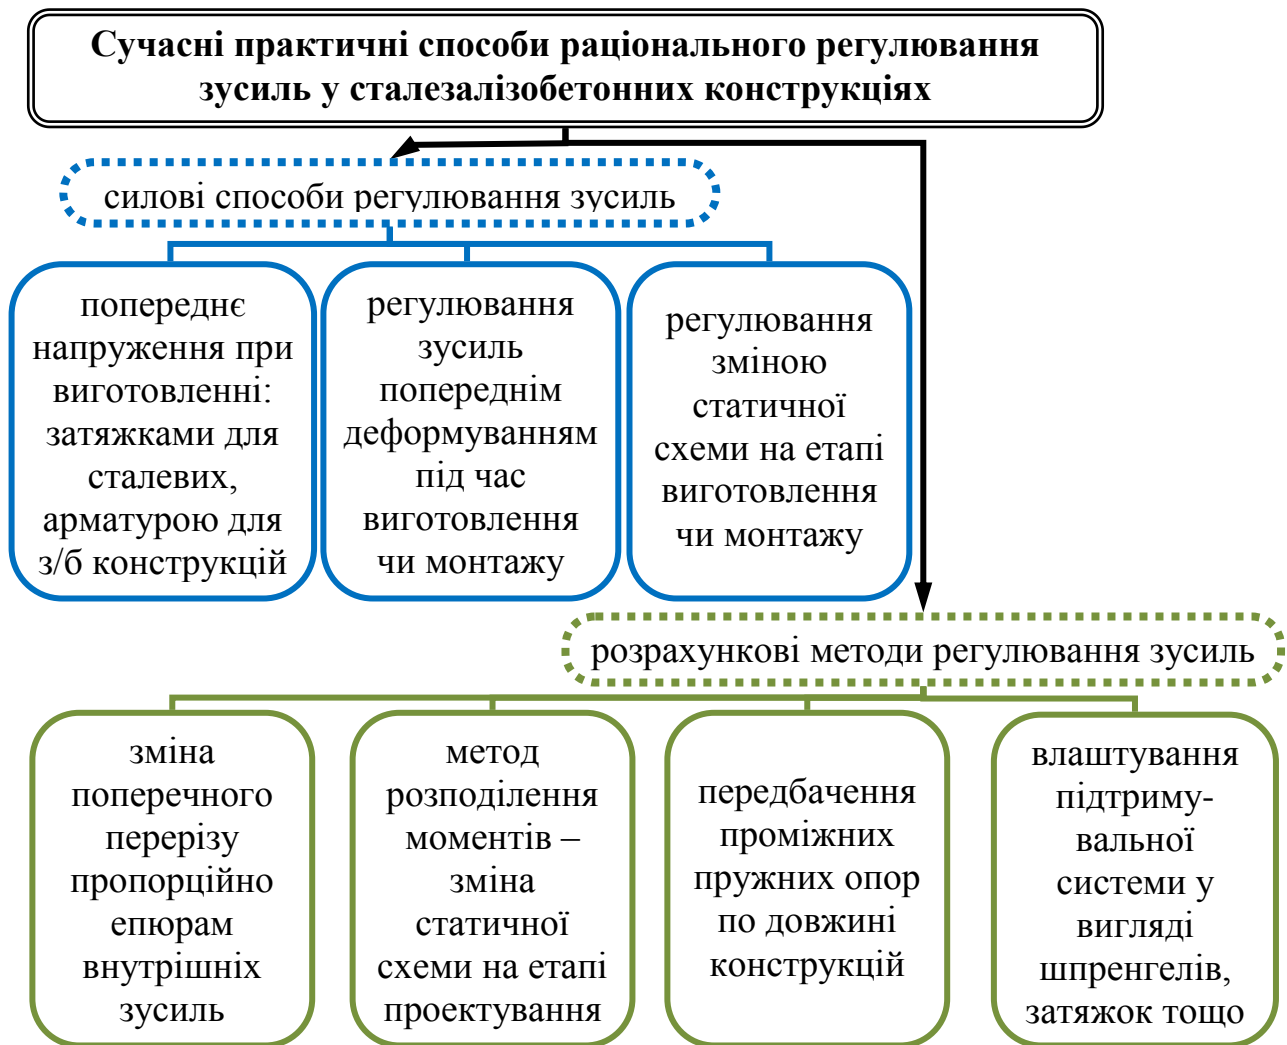 Сучасні практичні способи раціонального регулювання
зусиль у сталезалізобетонних конструкціях
силові способи регулювання зусиль
попереднє
напруження при
виготовленні:
затяжками для
сталевих,
арматурою для
з/б конструкцій
регулювання
зусиль
попереднім
деформуванням
під час
виготовлення
чи монтажу
регулювання
зміною
статичної
схеми на етапі
виготовлення
чи монтажу
розрахункові методи регулювання зусиль
зміна
поперечного
перерізу
пропорційно
епюрам
внутрішніх
зусиль
метод
розподілення
моментів –
зміна
статичної
схеми на етапі
проектування
передбачення
проміжних
пружних опор
по довжині
конструкцій
влаштування
підтриму-
вальної
системи у
вигляді
шпренгелів,
затяжок тощо